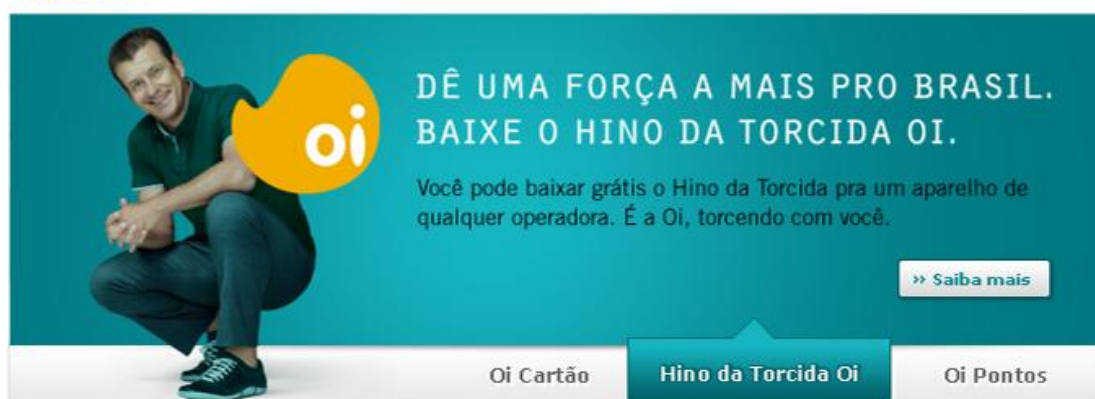 oi
DÊ UMA FORÇA A MAIS PRO BRASIL.
BAIXE O HINO DA TORCIDA OI.
Você pode baixar grátis o Hino da Torcida pra um aparelho de
qualquer operadora. É a Oi, torcendo com você.
›› Saiba mais
Oi Cartão
Hino da Torcida Oi
Oi Pontos